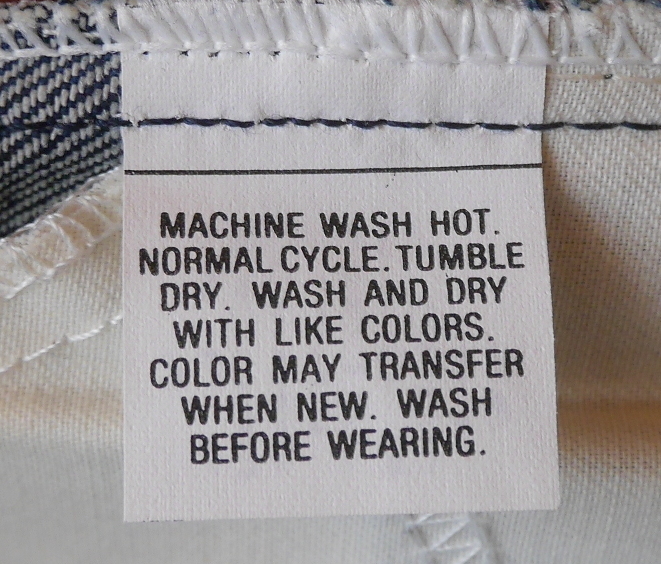 MACHINE WASH HOT.
NORMAL CYCLE. TUMBLE
DRY. WASH AND DRY
WITH LIKE COLORS.
COLOR MAY TRANSFER
WHEN NEW. WASH
BEFORE WEARING.